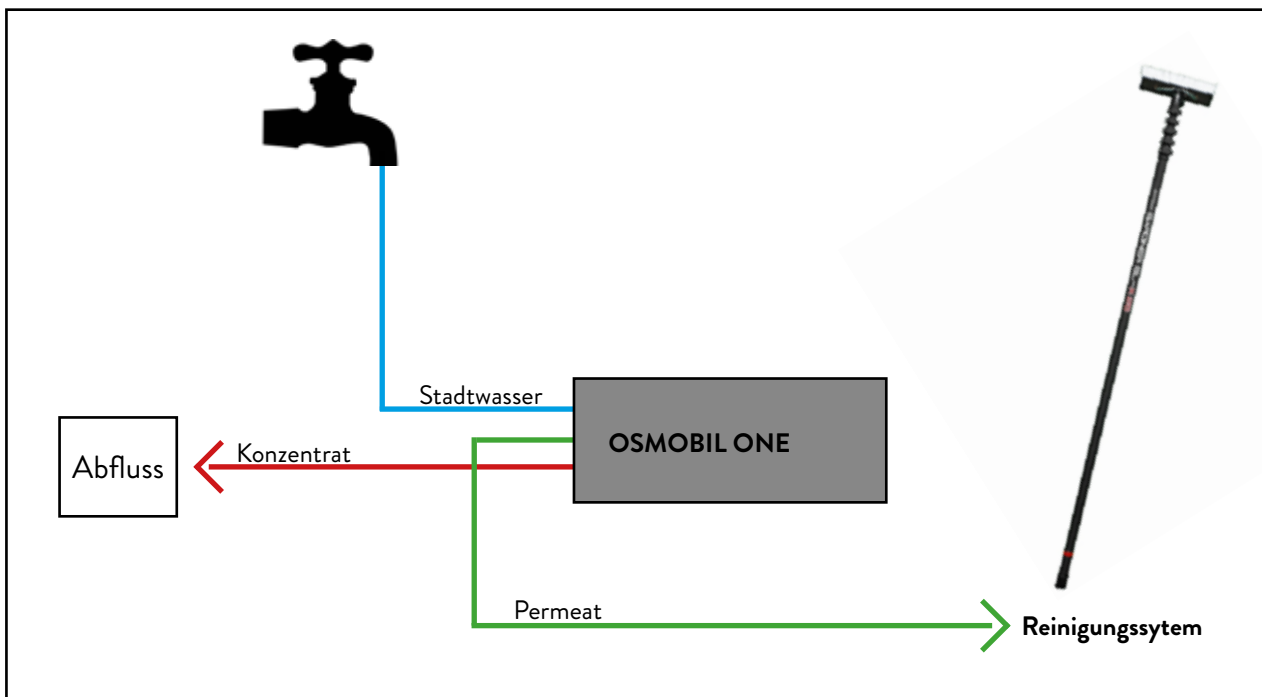 Stadtwasser
OSMOBIL ONE
Konzentrat
Abfluss
Permeat
Reinigungssytem